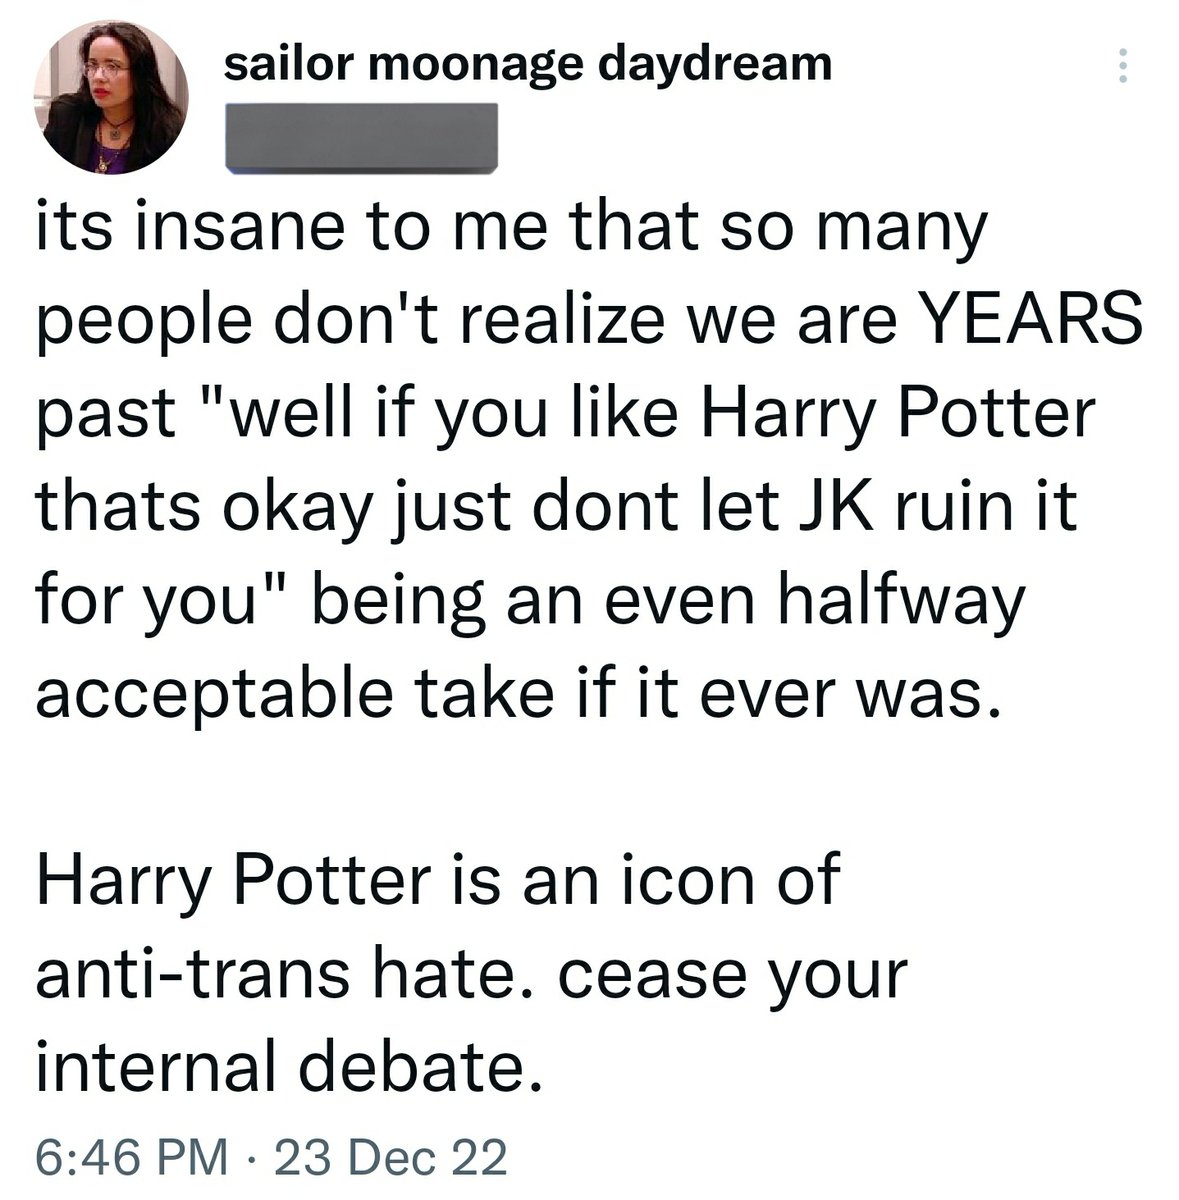 sailor moonage daydream
its insane to me that so many
people don't realize we are YEARS
past "well if you like Harry Potter
thats okay just dont let JK ruin it
for you" being an even halfway
acceptable take if it ever was.
Harry Potter is an icon of
anti-trans hate. cease your
internal debate.
6:46 PM · 23 Dec 22